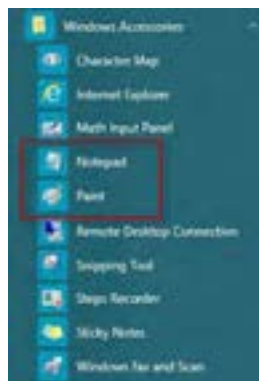 Windows Accessories
Character Map
Internet Explorer
Math Input Panel
Notepad
Paint
Remote Desktop Connection
Snipping Tool
Steps Recorder
Sticky Notes
Windows Fax and Scan